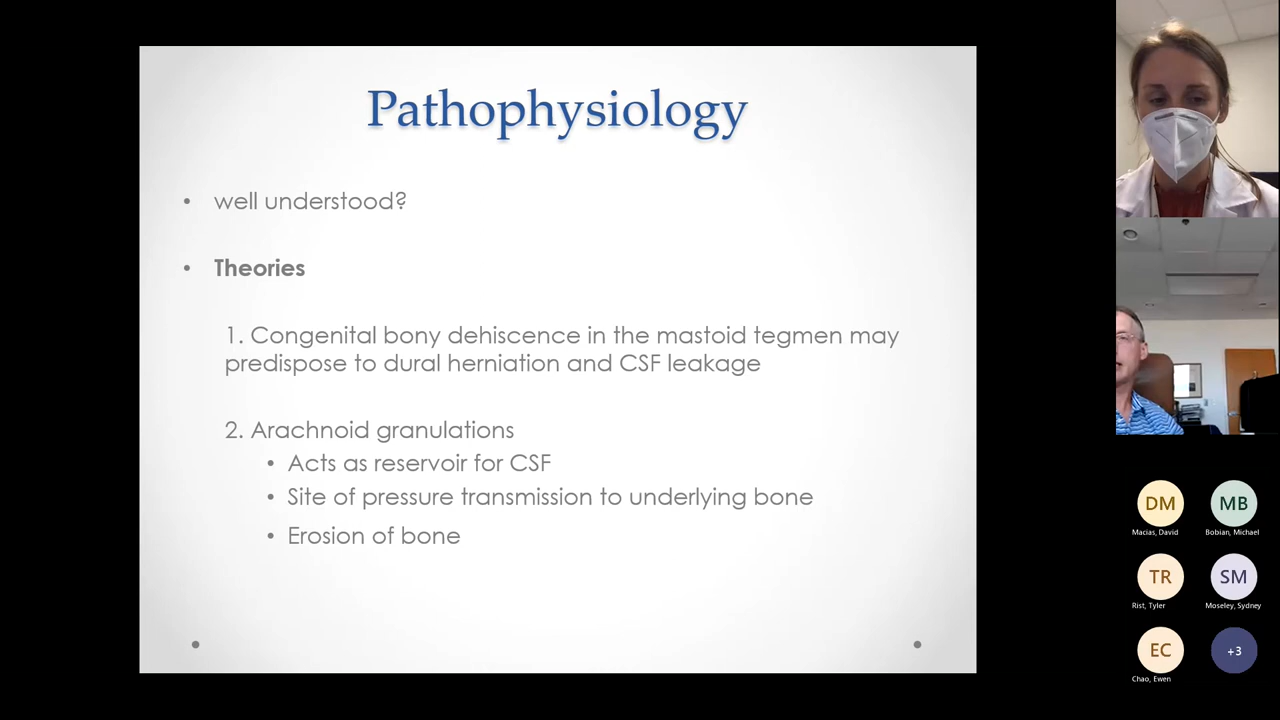 Pathophysiology
• well understood?
• Theories
1. Congenital bony dehiscence in the mastoid tegmen may
predispose to dural herniation and CSF leakage
2. Arachnoid granulations
• Acts as reservoir for CSF
• Site of pressure transmission to underlying bone
• Erosion of bone
DM
Macias, David
MB
Bobian, Michael
TR
Rist, Tyler
SM
Moseley, Sydney
EC
Chao, Ewen
+3